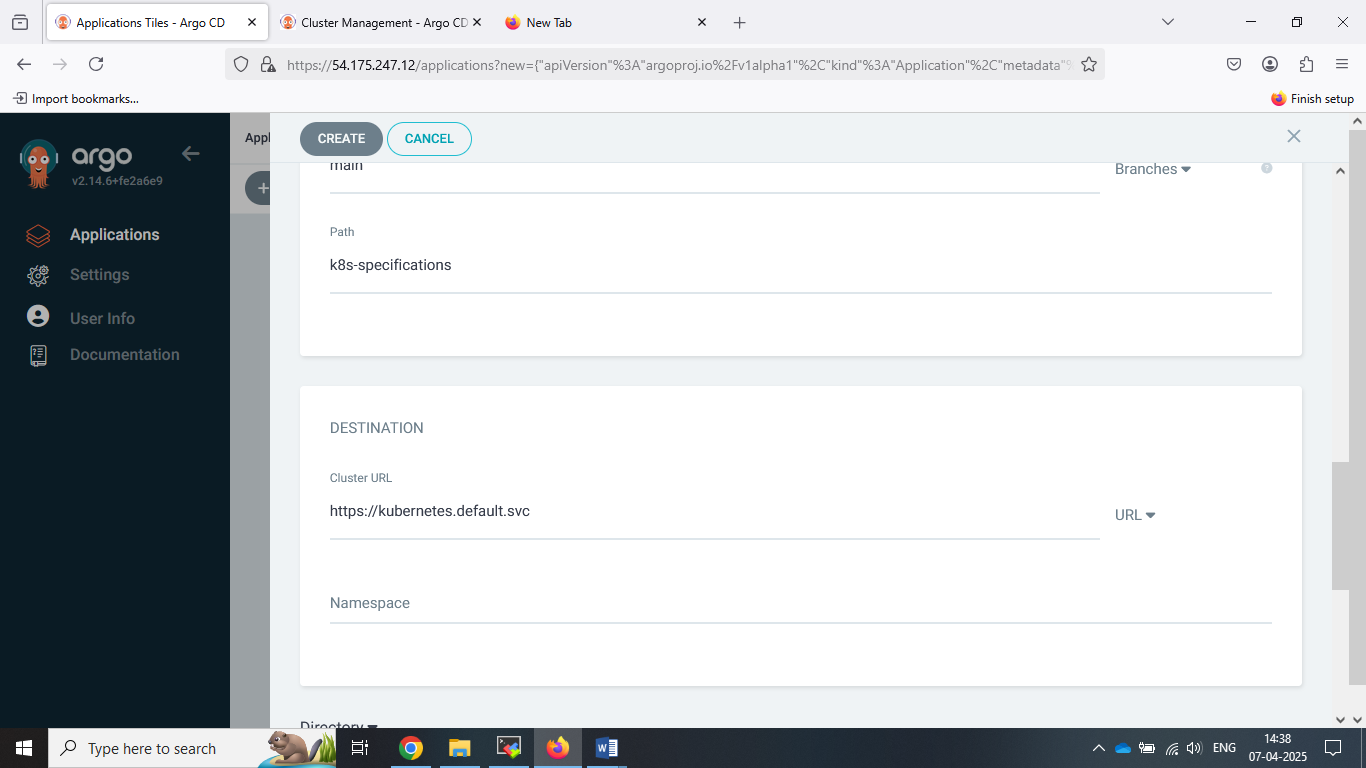 Applications Tiles - Argo CD
Cluster Management - Argo CD
New Tab
https://54.175.247.12/applications?new={"apiVersion"%3A"argoproj.io%2Fv1alpha1"%2C"kind"%3A"Application"%2C"metadata"%
Import bookmarks...
Finish setup
argo
v2.14.6+fe2a6e9
Applications
Settings
User Info
Documentation
Appl
CREATE
CANCEL
main
Branches
Path
k8s-specifications
DESTINATION
Cluster URL
https://kubernetes.default.svc
URL
Namespace
Directory
Type here to search
ENG
14:38
07-04-2025